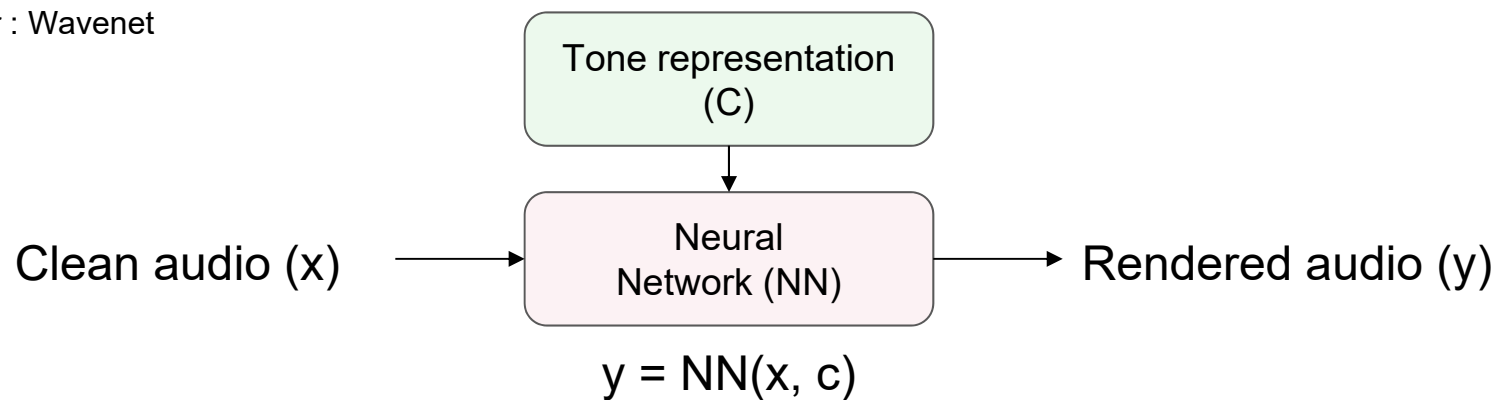 : Wavenet
Tone representation
(C)
Neural
Network (NN)
Clean audio (x)
Rendered audio (y)
y = NN(x, c)